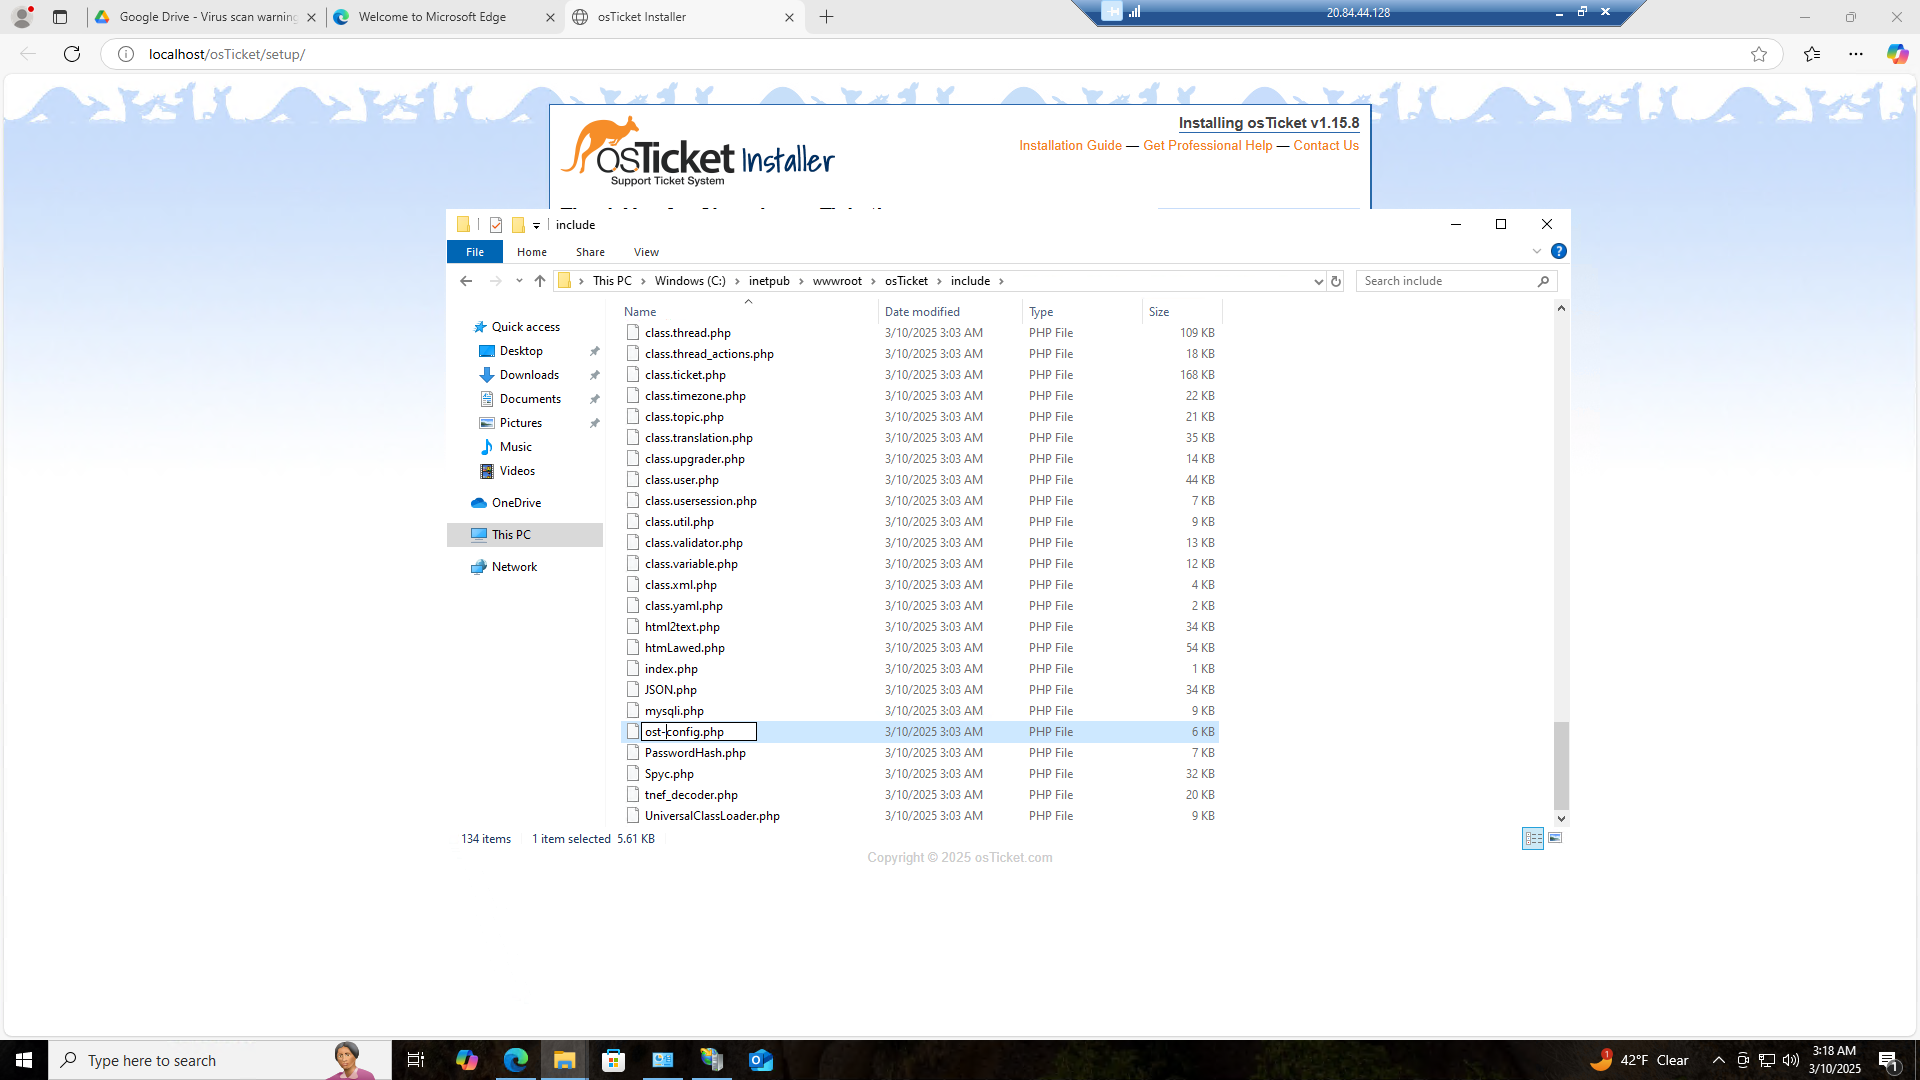 Google Drive - Virus scan warning
Welcome to Microsoft Edge
osTicket Installer
20.84.44.128
localhost/osTicket/setup/
Installing osTicket v1.15.8
Installation Guide — Get Professional Help — Contact Us
osTicket Installer
Support Ticket System
include
File
Home
Share
View
This PC
Windows (C:)
inetpub
wwwroot
osTicket
include
Search include
Name
Date modified
Type
Size
Quick access
Desktop
Downloads
Documents
Pictures
Music
Videos
OneDrive
This PC
Network
class.thread.php 3/10/2025 3:03 AM PHP File 109 KB
class.thread_actions.php 3/10/2025 3:03 AM PHP File 18 KB
class.ticket.php 3/10/2025 3:03 AM PHP File 168 KB
class.timezone.php 3/10/2025 3:03 AM PHP File 22 KB
class.topic.php 3/10/2025 3:03 AM PHP File 21 KB
class.translation.php 3/10/2025 3:03 AM PHP File 35 KB
class.upgrader.php 3/10/2025 3:03 AM PHP File 14 KB
class.user.php 3/10/2025 3:03 AM PHP File 44 KB
class.usersession.php 3/10/2025 3:03 AM PHP File 7 KB
class.util.php 3/10/2025 3:03 AM PHP File 9 KB
class.validator.php 3/10/2025 3:03 AM PHP File 13 KB
class.variable.php 3/10/2025 3:03 AM PHP File 12 KB
class.xml.php 3/10/2025 3:03 AM PHP File 4 KB
class.yaml.php 3/10/2025 3:03 AM PHP File 2 KB
html2text.php 3/10/2025 3:03 AM PHP File 34 KB
htmLawed.php 3/10/2025 3:03 AM PHP File 54 KB
index.php 3/10/2025 3:03 AM PHP File 1 KB
JSON.php 3/10/2025 3:03 AM PHP File 34 KB
mysqli.php 3/10/2025 3:03 AM PHP File 9 KB
ost-config.php 3/10/2025 3:03 AM PHP File 6 KB
PasswordHash.php 3/10/2025 3:03 AM PHP File 7 KB
Spyc.php 3/10/2025 3:03 AM PHP File 32 KB
tnef_decoder.php 3/10/2025 3:03 AM PHP File 20 KB
UniversalClassLoader.php 3/10/2025 3:03 AM PHP File 9 KB
134 items
1 item selected 5.61 KB
Copyright © 2025 osTicket.com
Type here to search
1
42°F Clear
3:18 AM
3/10/2025
1